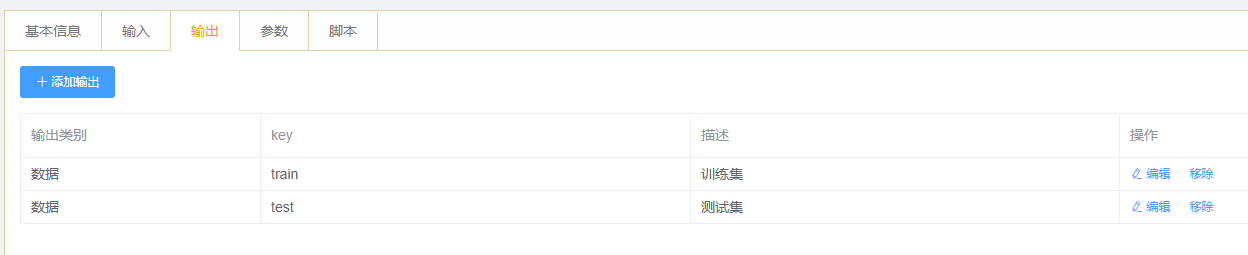 基本信息 输入 输出 参数 脚本
添加输出
输出类别 key 描述 操作
数据 train 训练集 编辑 移除
数据 test 测试集 编辑 移除